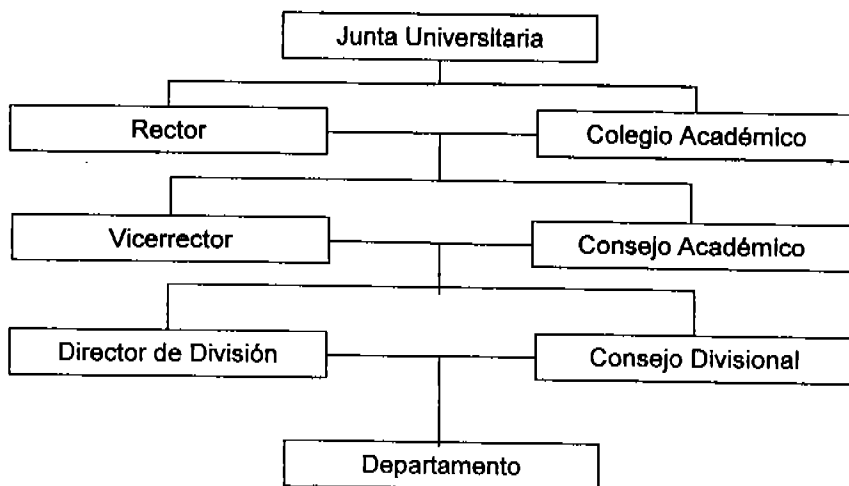 Junta Universitaria
Rector
Colegio Académico
Vicerrector
Consejo Académico
Director de División
Consejo Divisional
Departamento